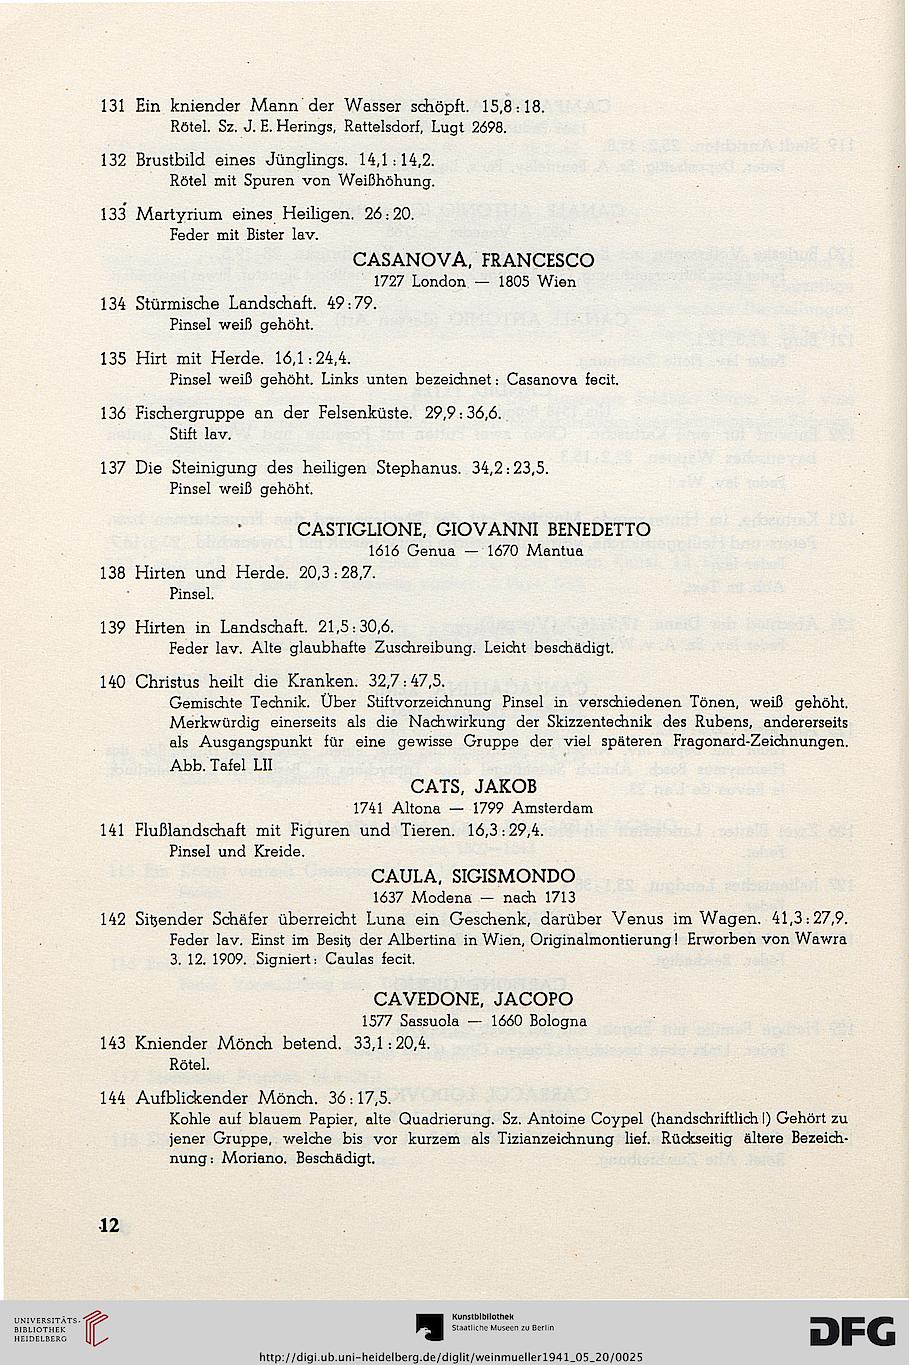 131 Ein kniender Mann der Wasser schöpft. 15,8 : 18.
Rötel. Sz. J. E. Herings, Rattelsdorf, Lugt 2698.
132 Brustbild eines Jünglings. 14,1 : 14,2.
Rötel mit Spuren von Weißhöhung.
133 Martyrium eines Heiligen. 26 : 20.
Feder mit Bister lav.
CASANOVA, FRANCESCO
1727 London — 1805 Wien
134 Stürmische Landschaft. 49 : 79.
Pinsel weiß gehöht.
135 Hirt mit Herde. 16,1 : 24,4.
Pinsel weiß gehöht. Links unten bezeichnet : Casanova fecit.
136 Fischergruppe an der Felsenküste. 29,9 : 36,6.
Stift lav.
137 Die Steinigung des heiligen Stephanus. 34,2 : 23,5.
Pinsel weiß gehöht.
CASTIGLIONE, GIOVANNI BENEDETTO
1616 Genua — 1670 Mantua
138 Hirten und Herde. 20,3 : 28,7.
Pinsel.
139 Hirten in Landschaft. 21,5 : 30,6.
Feder lav. Alte glaubhafte Zuschreibung. Leicht beschädigt.
140 Christus heilt die Kranken. 32,7 : 47,5.
Gemischte Technik. Über Stiftvorzeichnung Pinsel in verschiedenen Tönen, weiß gehöht.
Merkwürdig einerseits als die Nachwirkung der Skizzentechnik des Rubens, andererseits
als Ausgangspunkt für eine gewisse Gruppe der viel späteren Fragonard-Zeichnungen.
Abb. Tafel LII
CATS, JAKOB
1741 Altona — 1799 Amsterdam
141 Flußlandschaft mit Figuren und Tieren. 16,3 : 29,4.
Pinsel und Kreide.
CAULA, SIGISMONDO
1637 Modena — nach 1713
142 Sitzender Schäfer überreicht Luna ein Geschenk, darüber Venus im Wagen. 41,3 : 27,9.
Feder lav. Einst im Besitz der Albertina in Wien, Originalmontierung! Erworben von Wawra
3. 12. 1909. Signiert : Caulas fecit.
CAVEDONE, JACOPO
1577 Sassuola — 1660 Bologna
143 Kniender Mönch betend. 33,1 : 20,4.
Rötel.
144 Aufblickender Mönch. 36 : 17,5.
Kohle auf blauem Papier, alte Quadrierung. Sz. Antoine Coypel (handschriftlich!) Gehört zu
jener Gruppe, welche bis vor kurzem als Tizianzeichnung lief. Rückseitig ältere Bezeich-
nung : Moriano. Beschädigt.
12
UNIVERSITÄTS-
BIBLIOTHEK
HEIDELBERG
Kunstbibliothek
Staatliche Museen zu Berlin
DFG
http://digi.ub.uni-heidelberg.de/diglit/weinmueller1941_05_20/0025